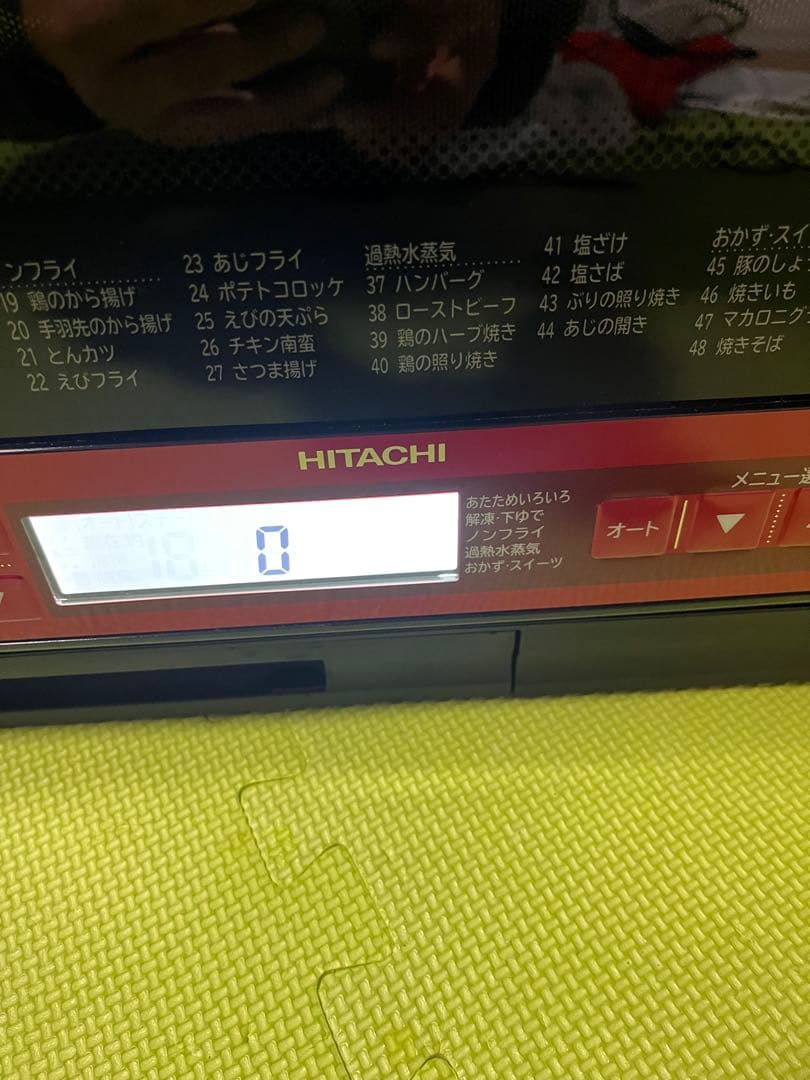 ンフライ
19 鶏のから揚げ
20 手羽先のから揚げ
21 とんカツ
22 えびフライ
23 あじフライ
24 ポテトコロッケ
25 えびの天ぷら
26 チキン南蛮
27 さつま揚げ
過熱水蒸気
37 ハンバーグ
38 ローストビーフ
39 鶏のハーブ焼き
40 鶏の照り焼き
41 塩ざけ
42 塩さば
43 ぶりの照り焼き
44 あじの開き
おかず·スイ
45 豚のしょ
46 焼きいも
47 マカロニグ
48 焼きそば
HITACHI
0
あたためいろいろ
解凍·下ゆで
ノンフライ
過熱水蒸気
おかず·スイーツ
メニュー選
オート
▼